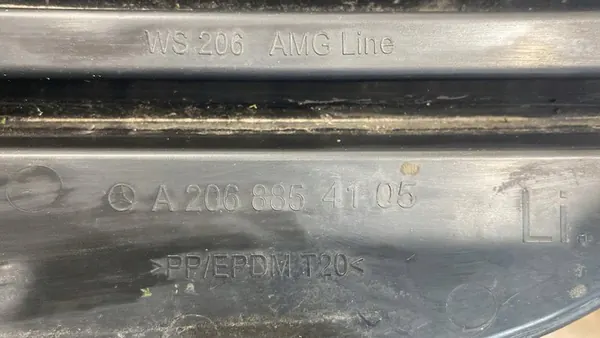 WS 206 AMG Line
A 206 885 41 05
Li.
>PP/EPDM T20<